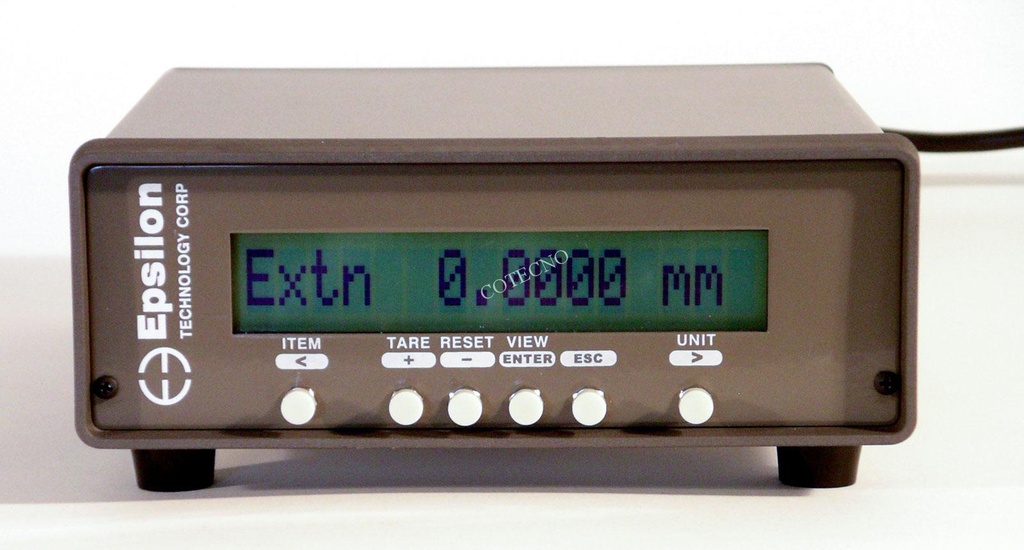 Epsilon
TECHNOLOGY CORP
Extn 0.0000 mm
COTECNO
ITEM TARE RESET VIEW UNIT
< + − ENTER ESC >